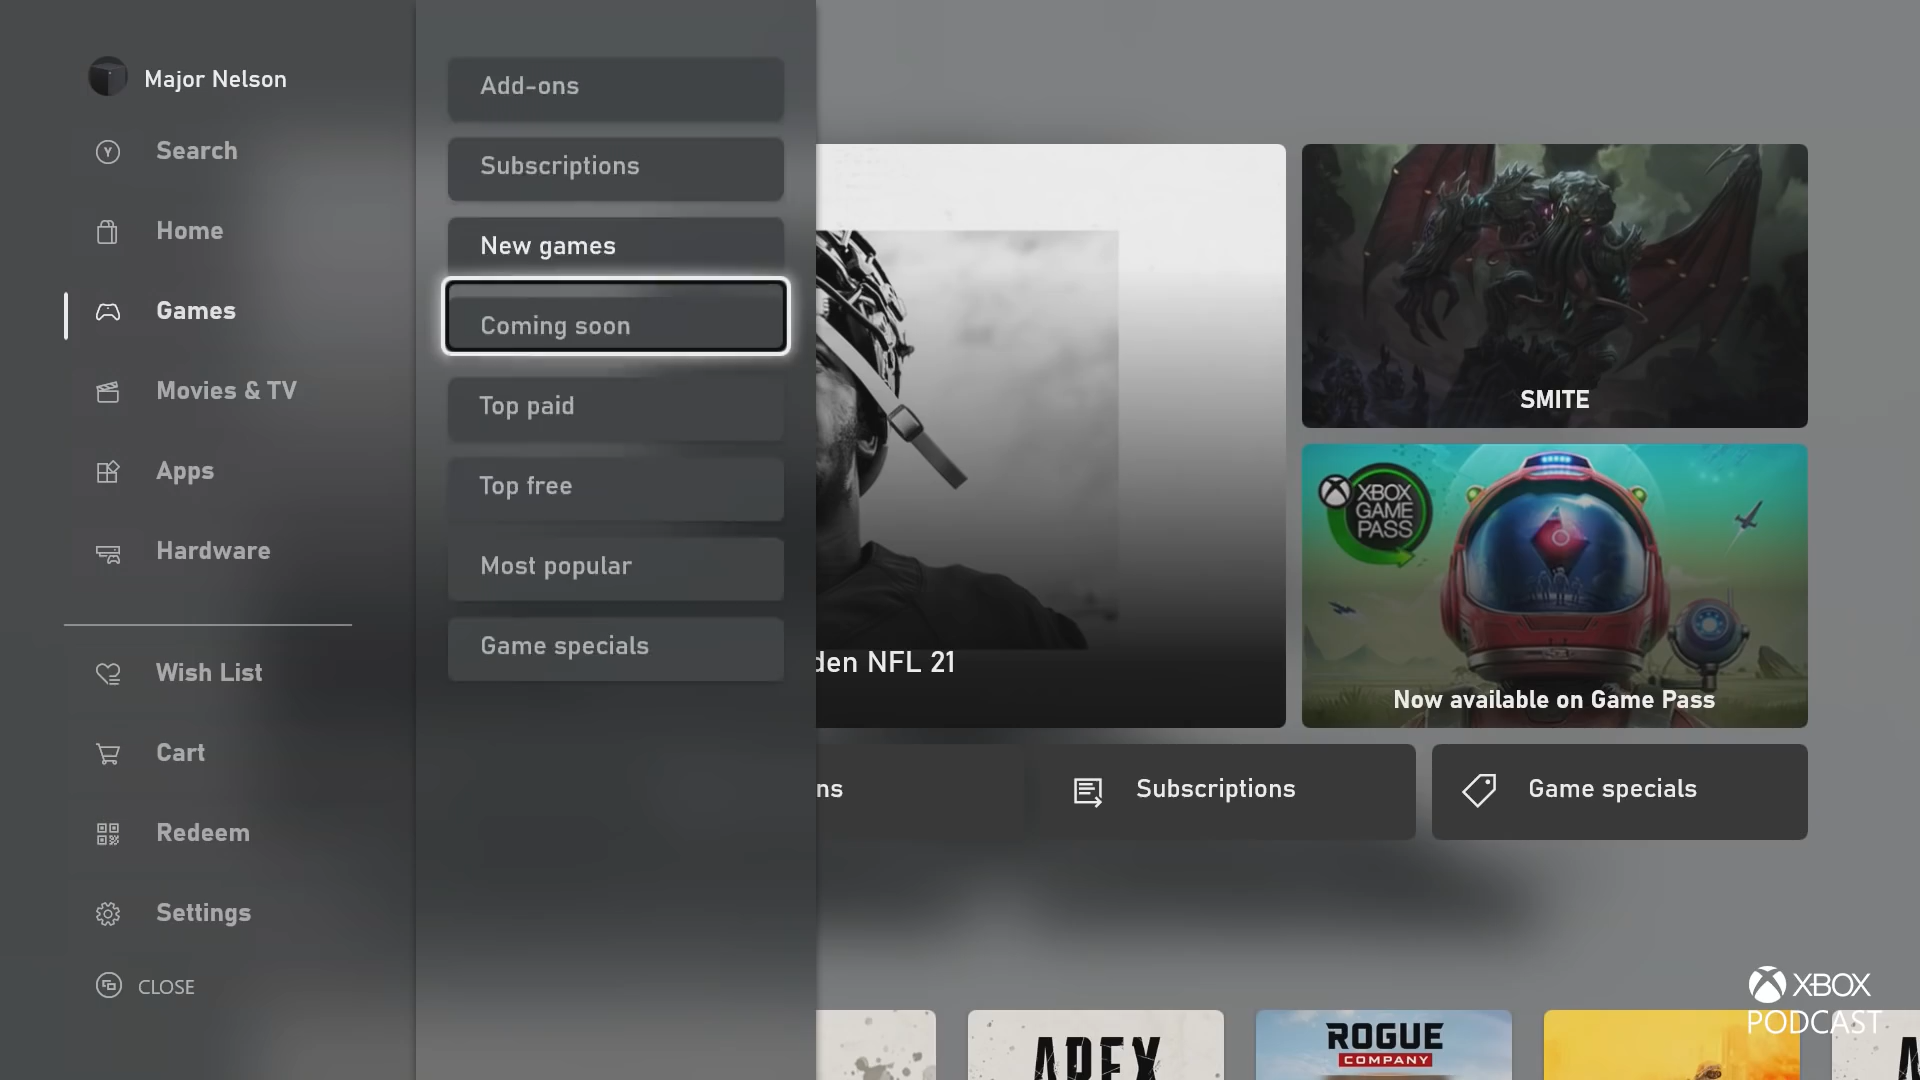 Major Nelson
Search
Home
Games
Movies & TV
Apps
Hardware
Wish List
Cart
Redeem
Settings
CLOSE
Add-ons
Subscriptions
New games
Coming soon
Top paid
Top free
Most popular
Game specials
den NFL 21
SMITE
XBOX
GAME
PASS
Now available on Game Pass
ns
Subscriptions
Game specials
APEX
ROGUE
COMPANY
XBOX
PODCAST